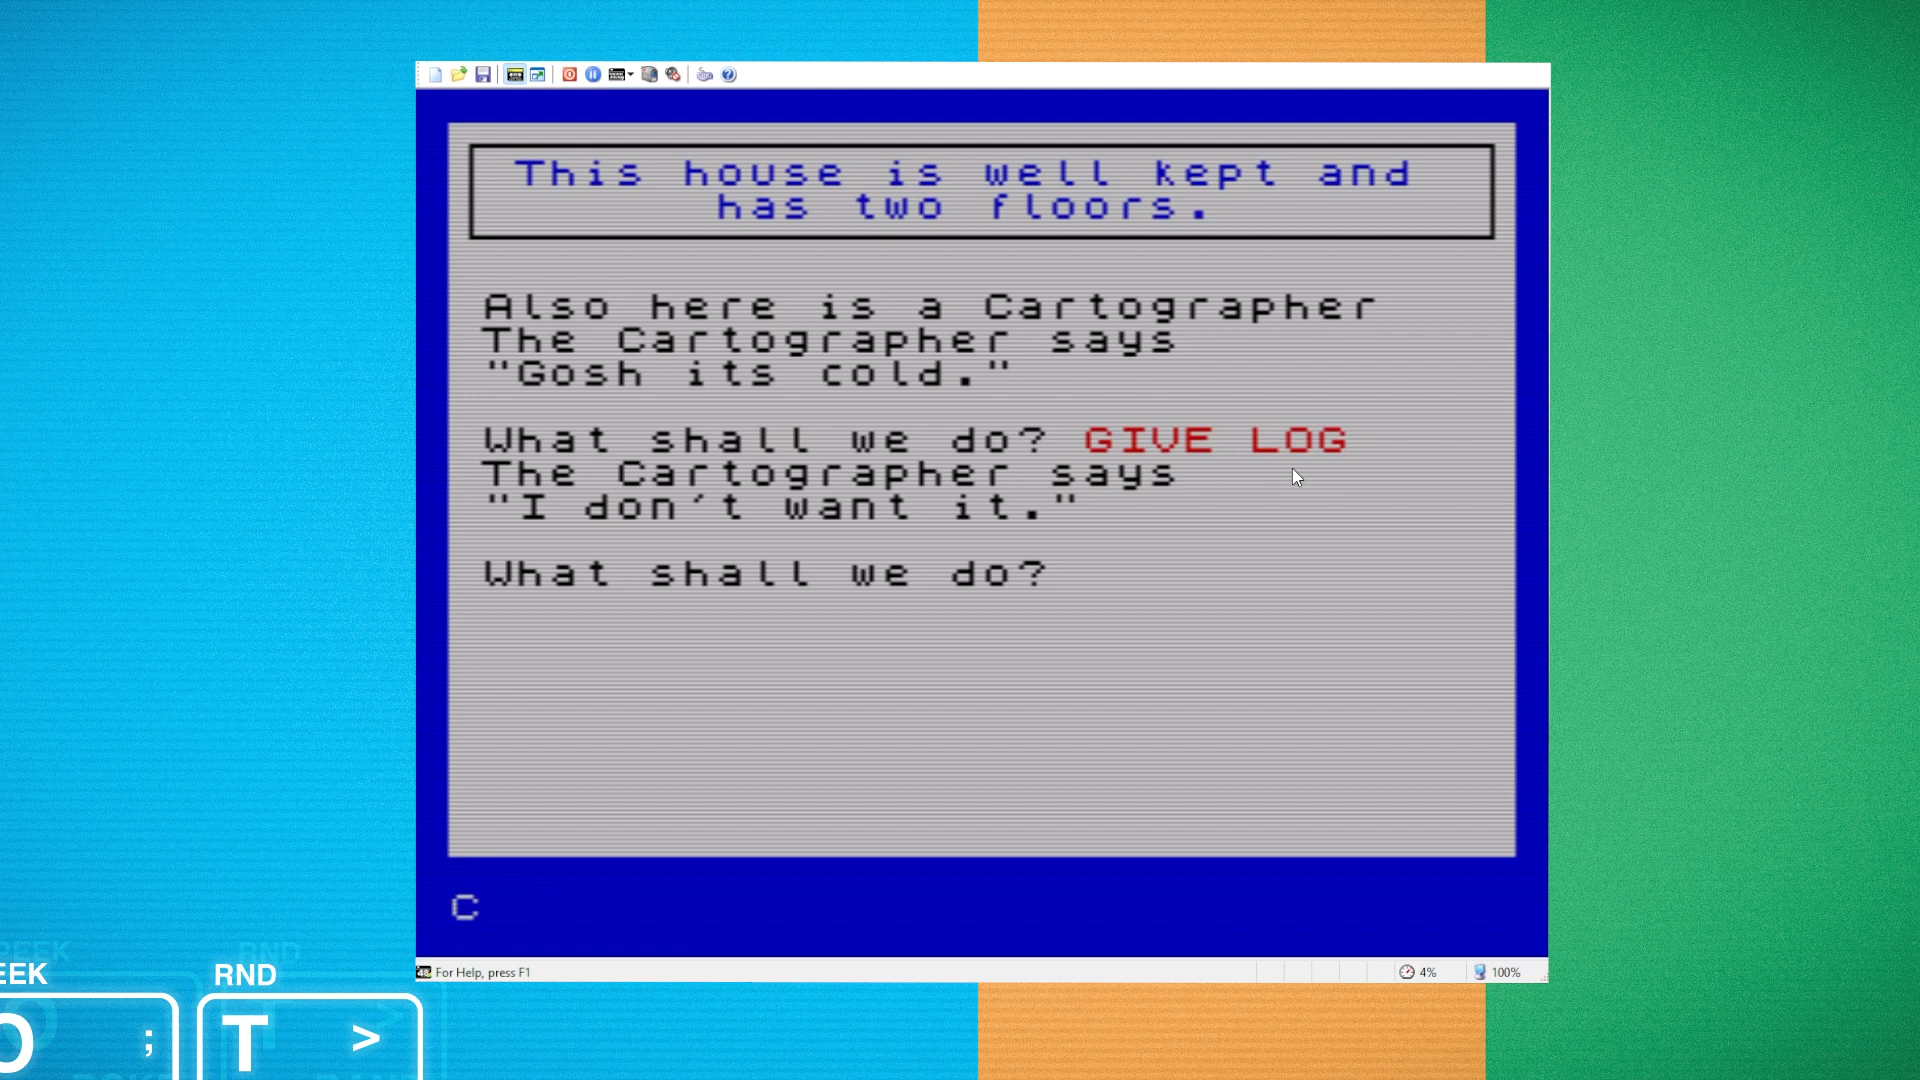 This house is well kept and
has two floors.
Also here is a Cartographer
The Cartographer says
"Gosh its cold."
What shall we do? GIVE LOG
The Cartographer says
"I don´t want it."
What shall we do?
C
For Help, press F1
4%
100%
EEK
RND
O ;
T >